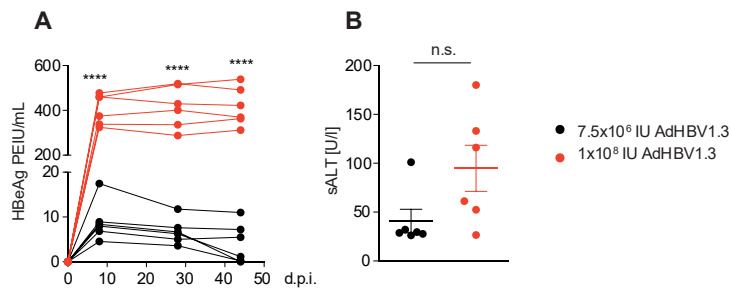 A
HBeAg PEIU/mL
600
400
200
20
10
0
**** **** ****
0 10 20 30 40 50 d.p.i.
B
sALT [U/l]
200
150
100
50
0
n.s.
7.5x10⁶ IU AdHBV1.3
1x10⁸ IU AdHBV1.3